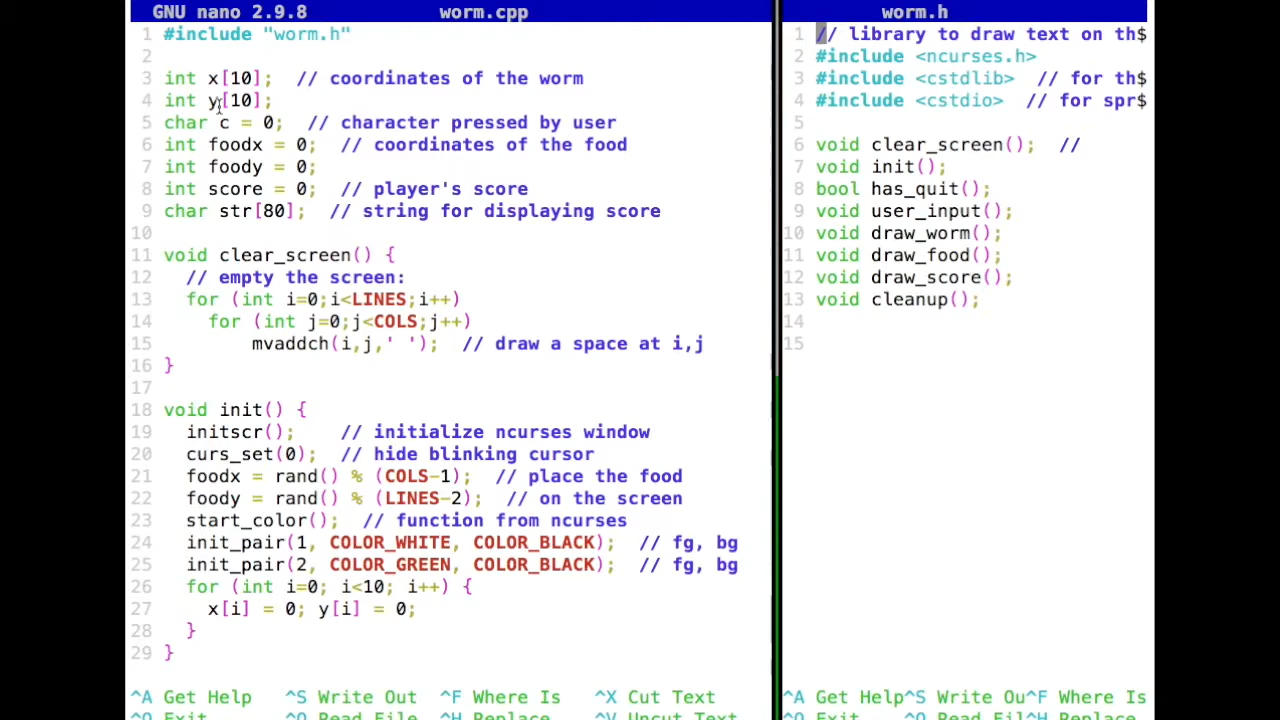 GNU nano 2.9.8 worm.cpp
1 #include "worm.h"
2
3 int x[10]; // coordinates of the worm
4 int y[10];
5 char c = 0; // character pressed by user
6 int foodx = 0; // coordinates of the food
7 int foody = 0;
8 int score = 0; // player's score
9 char str[80]; // string for displaying score
10
11 void clear_screen() {
12 // empty the screen:
13 for (int i=0;i<LINES;i++)
14 for (int j=0;j<COLS;j++)
15 mvaddch(i,j,' '); // draw a space at i,j
16 }
17
18 void init() {
19 initscr(); // initialize ncurses window
20 curs_set(0); // hide blinking cursor
21 foodx = rand() % (COLS-1); // place the food
22 foody = rand() % (LINES-2); // on the screen
23 start_color(); // function from ncurses
24 init_pair(1, COLOR_WHITE, COLOR_BLACK); // fg, bg
25 init_pair(2, COLOR_GREEN, COLOR_BLACK); // fg, bg
26 for (int i=0; i<10; i++) {
27 x[i] = 0; y[i] = 0;
28 }
29 }
^A Get Help ^S Write Out ^F Where Is ^X Cut Text
^Q Exit ^O Read File ^H Replace ^V Uncut Text
worm.h
1 // library to draw text on th$
2 #include <ncurses.h>
3 #include <cstdlib> // for th$
4 #include <cstdio> // for spr$
5
6 void clear_screen(); //
7 void init();
8 bool has_quit();
9 void user_input();
10 void draw_worm();
11 void draw_food();
12 void draw_score();
13 void cleanup();
14
15
^A Get Help^S Write Ou^F Where Is
^Q Exit ^O Read Fil^H Replace